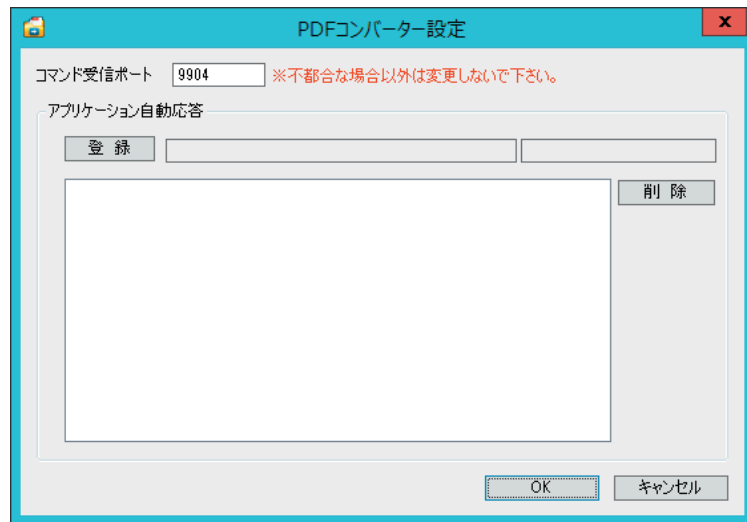 PDFコンバーター設定
コマンド受信ポート 9904 ※不都合な場合以外は変更しないで下さい。
アプリケーション自動応答
登 録
削 除
OK キャンセル